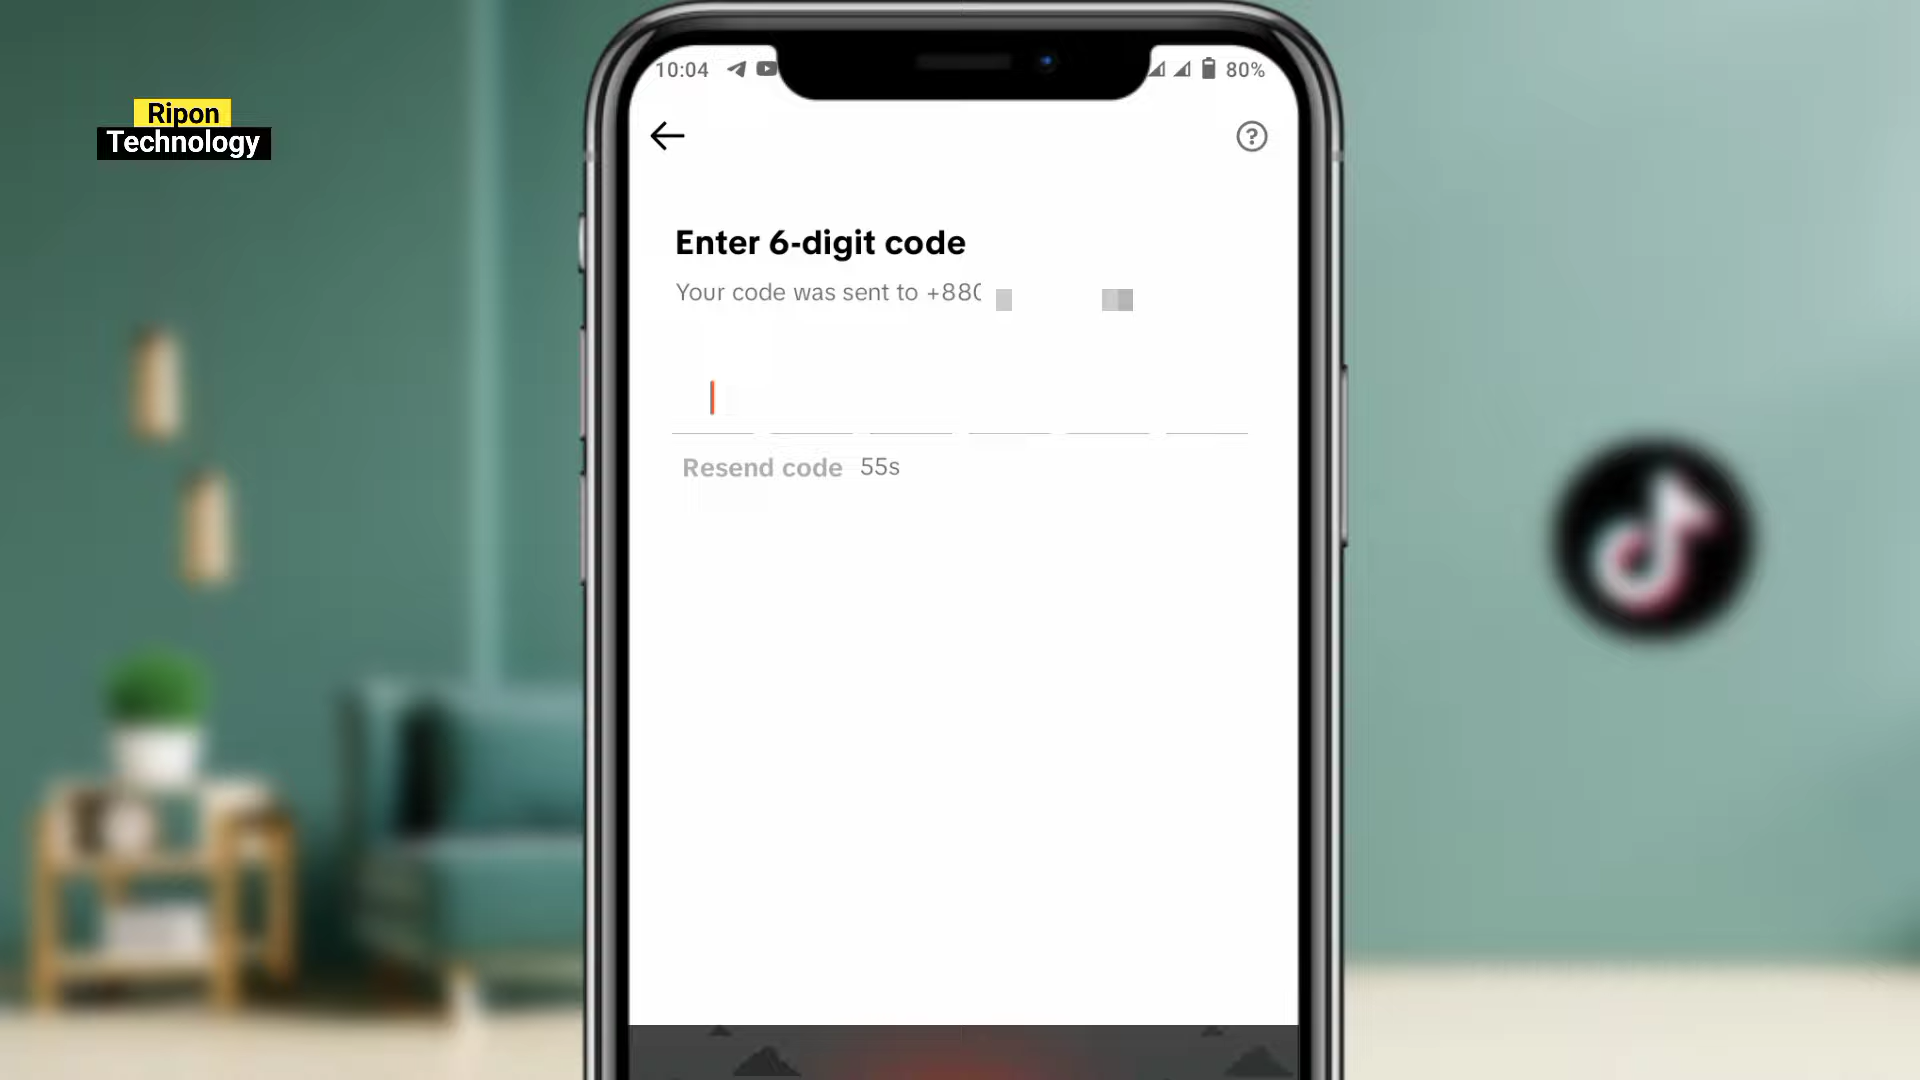 Ripon
Technology
10:04
80%
Enter 6-digit code
Your code was sent to +880
Resend code 55s